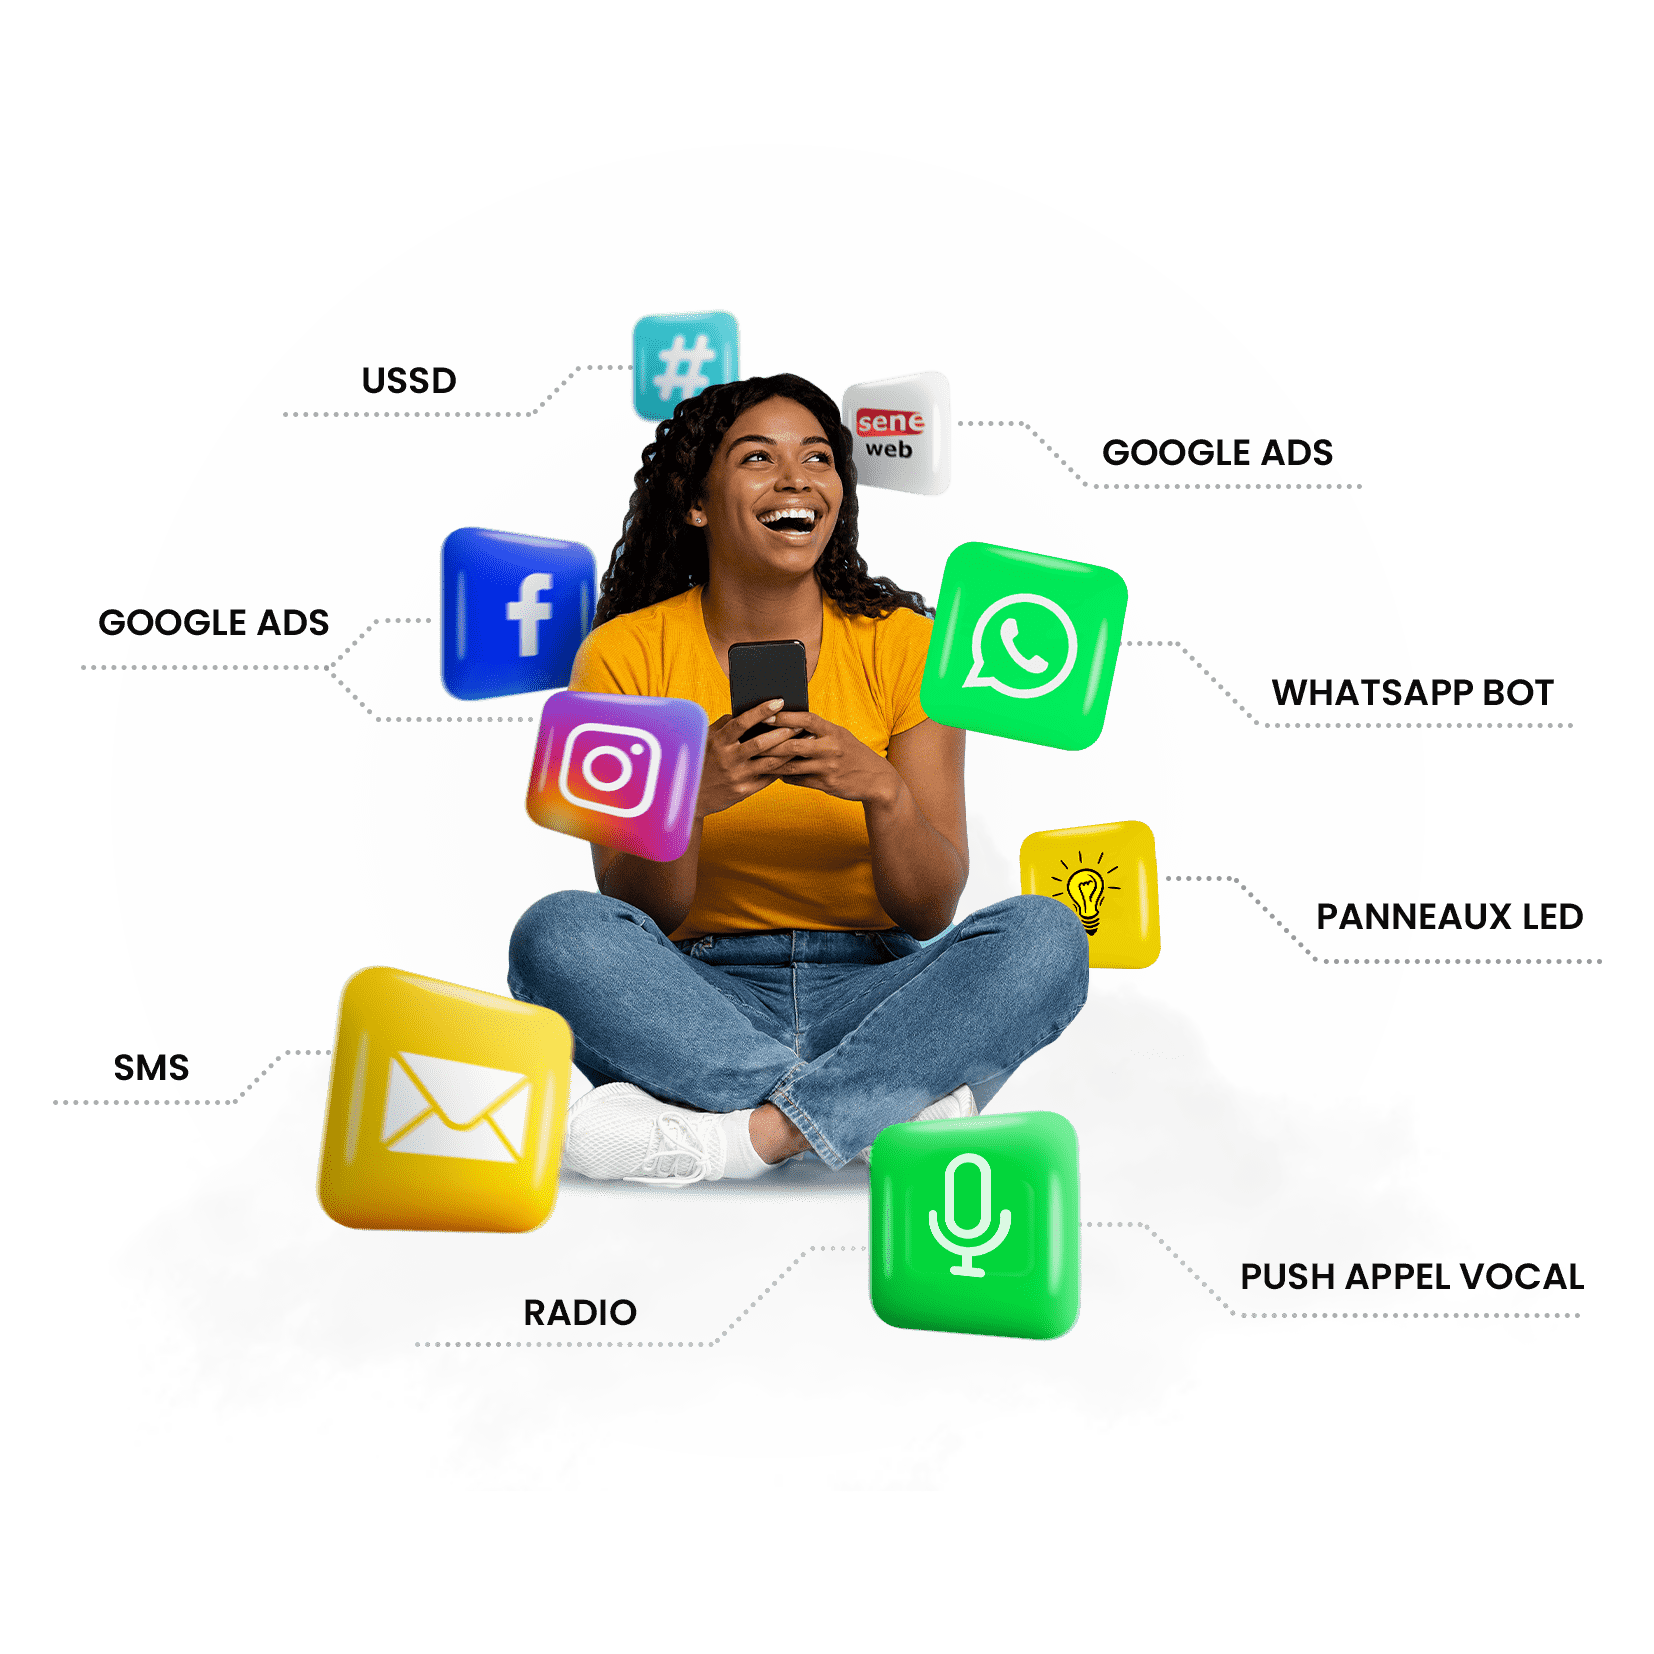 USSD
sene
web
GOOGLE ADS
GOOGLE ADS
WHATSAPP BOT
PANNEAUX LED
SMS
PUSH APPEL VOCAL
RADIO